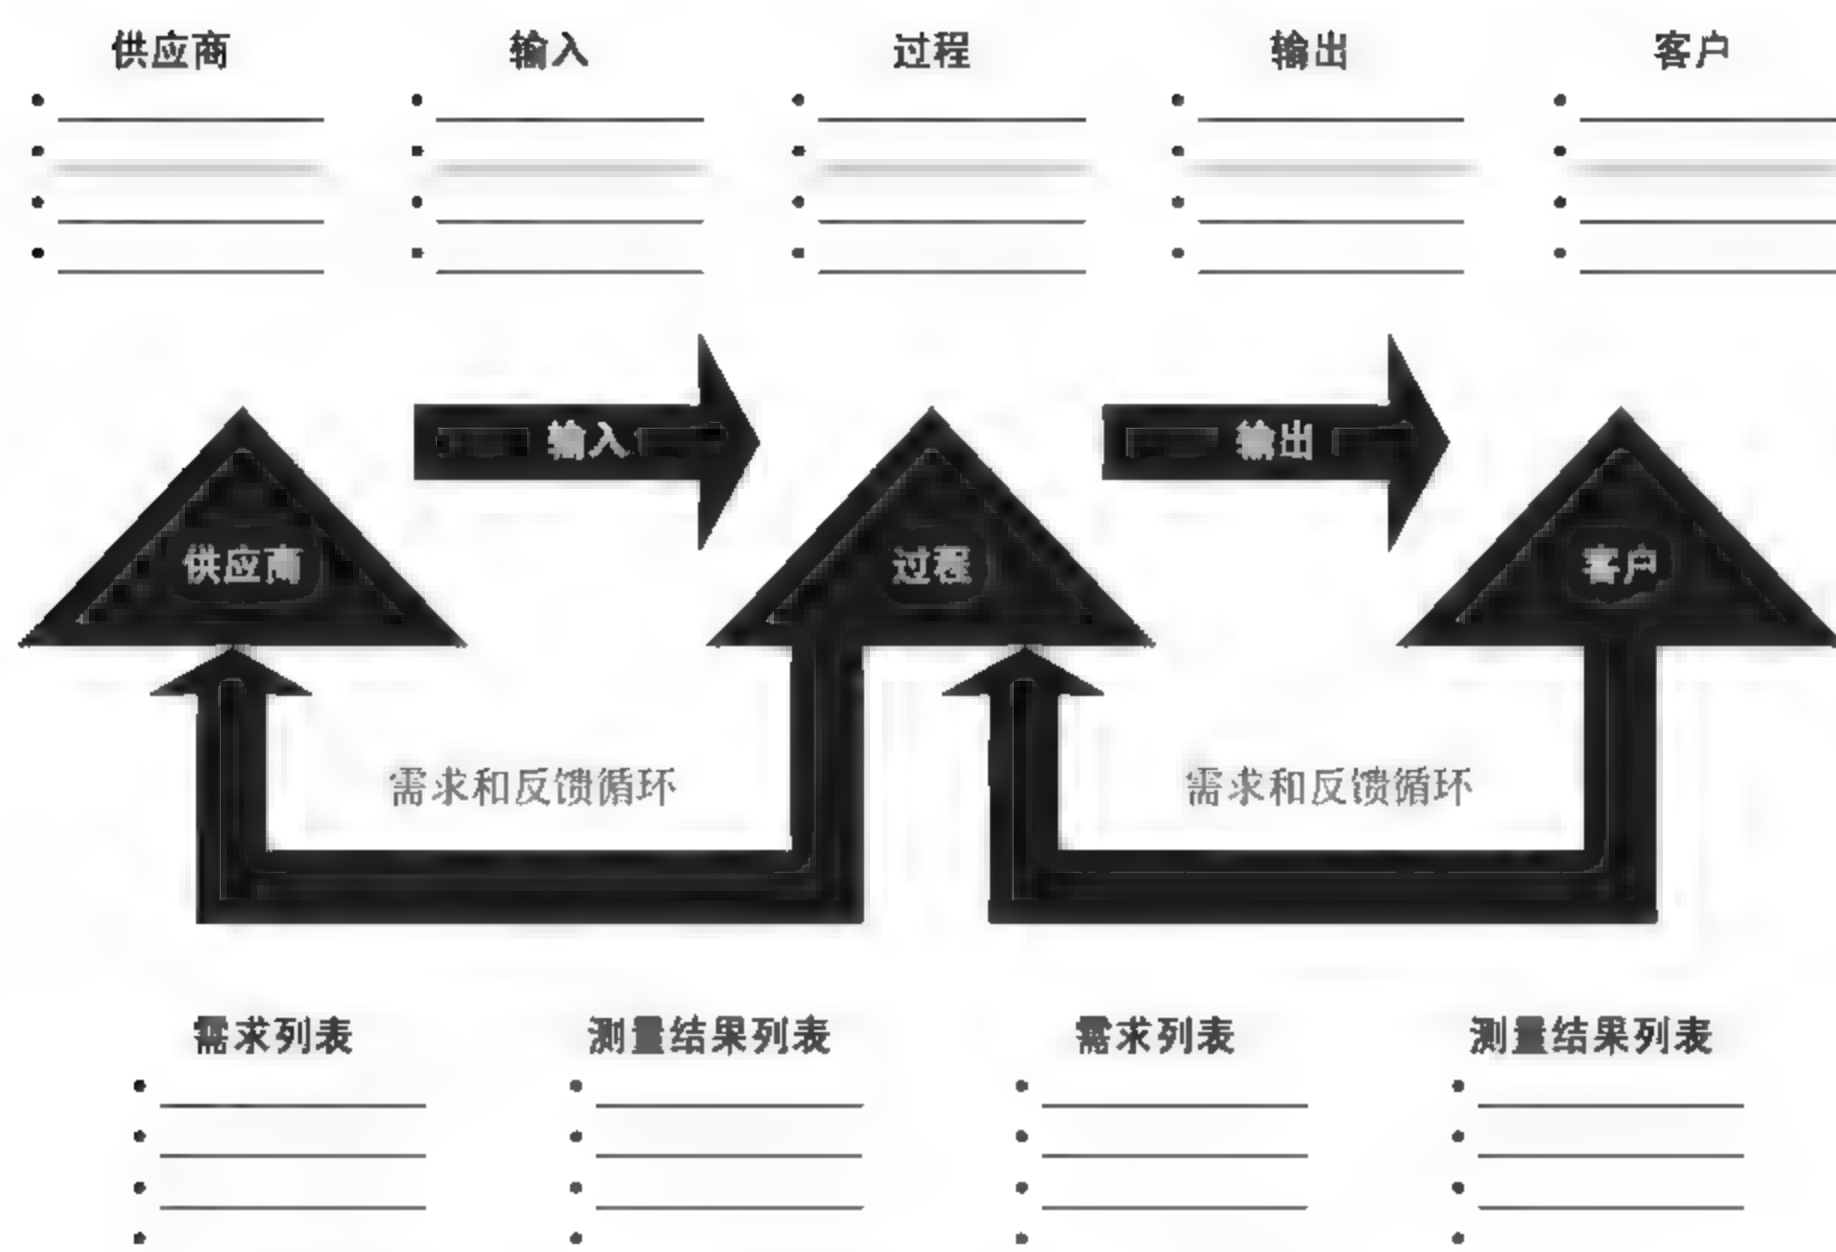 供应商 输入 过程 输出 客户
输入 输出
供应商 过程 客户
需求和反馈循环 需求和反馈循环
需求列表 测量结果列表 需求列表 测量结果列表